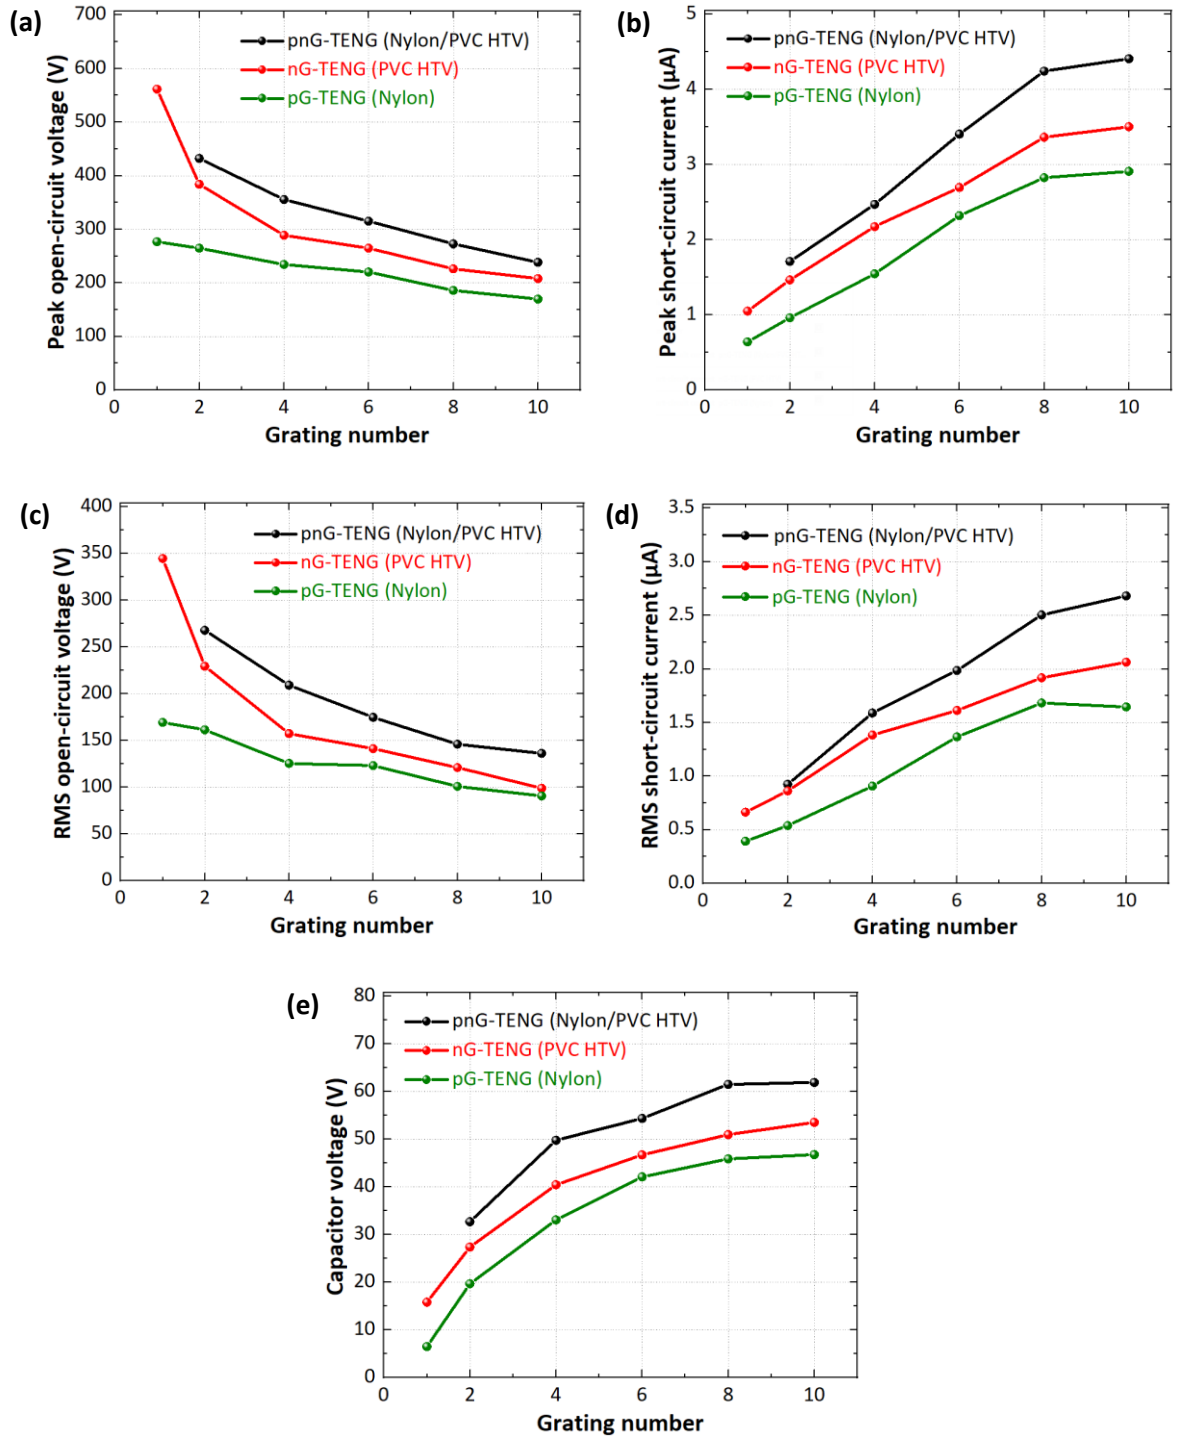 (a)
700
600
500
400
300
200
100
0
Peak open-circuit voltage (V)
pnG-TENG (Nylon/PVC HTV)
nG-TENG (PVC HTV)
pG-TENG (Nylon)
0 2 4 6 8 10
Grating number
(b)
5
4
3
2
1
0
Peak short-circuit current (μA)
pnG-TENG (Nylon/PVC HTV)
nG-TENG (PVC HTV)
pG-TENG (Nylon)
0 2 4 6 8 10
Grating number
(c)
400
350
300
250
200
150
100
50
0
RMS open-circuit voltage (V)
pnG-TENG (Nylon/PVC HTV)
nG-TENG (PVC HTV)
pG-TENG (Nylon)
0 2 4 6 8 10
Grating number
(d)
3.5
3.0
2.5
2.0
1.5
1.0
0.5
0.0
RMS short-circuit current (μA)
pnG-TENG (Nylon/PVC HTV)
nG-TENG (PVC HTV)
pG-TENG (Nylon)
0 2 4 6 8 10
Grating number
(e)
80
70
60
50
40
30
20
10
0
Capacitor voltage (V)
pnG-TENG (Nylon/PVC HTV)
nG-TENG (PVC HTV)
pG-TENG (Nylon)
0 2 4 6 8 10
Grating number